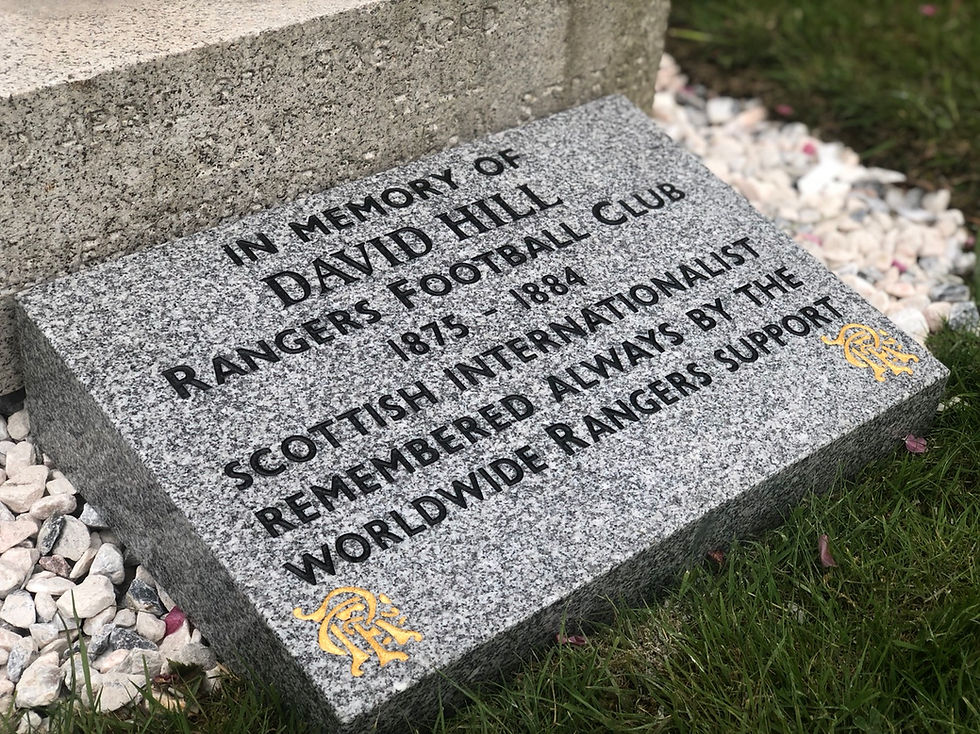 IN MEMORY OF
DAVID HILL
RANGERS FOOTBALL CLUB
1875 - 1884
SCOTTISH INTERNATIONALIST
REMEMBERED ALWAYS BY THE
WORLDWIDE RANGERS SUPPORT